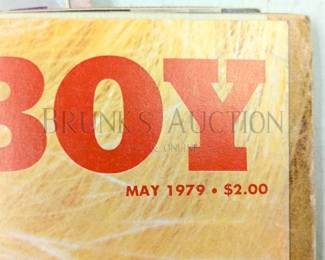 BOY
BRUNK'S AUCTION
MAY 1979 • $2.00